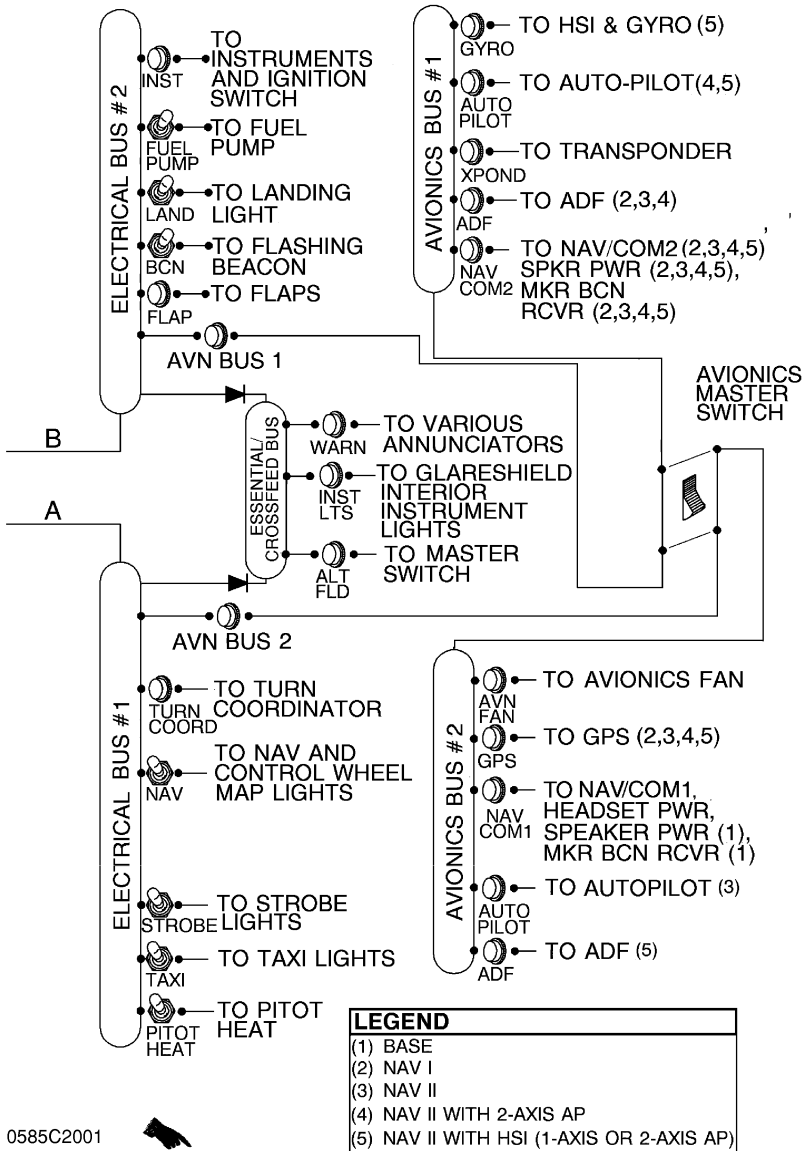 ELECTRICAL BUS #2
TO
INSTRUMENTS
AND IGNITION
SWITCH
INST
TO FUEL
PUMP
FUEL
PUMP
TO LANDING
LIGHT
LAND
TO FLASHING
BEACON
BCN
TO FLAPS
FLAP
AVN BUS 1
AVIONICS BUS #1
TO HSI & GYRO (5)
GYRO
TO AUTO-PILOT(4,5)
AUTO
PILOT
TO TRANSPONDER
XPOND
TO ADF (2,3,4)
ADF
TO NAV/COM2 (2,3,4,5)
SPKR PWR (2,3,4,5),
MKR BCN
RCVR (2,3,4,5)
NAV
COM2
AVIONICS
MASTER
SWITCH
B
A
ESSENTIAL/
CROSSFEED BUS
TO VARIOUS
ANNUNCIATORS
WARN
TO GLARESHIELD
INTERIOR
INSTRUMENT
LIGHTS
INST
LTS
TO MASTER
SWITCH
ALT
FLD
ELECTRICAL BUS #1
AVN BUS 2
TO TURN
COORDINATOR
TURN
COORD
TO NAV AND
CONTROL WHEEL
MAP LIGHTS
NAV
TO STROBE
LIGHTS
STROBE
TO TAXI LIGHTS
TAXI
TO PITOT
HEAT
PITOT
HEAT
AVIONICS BUS #2
TO AVIONICS FAN
AVN
FAN
TO GPS (2,3,4,5)
GPS
TO NAV/COM1,
HEADSET PWR,
SPEAKER PWR (1),
MKR BCN RCVR (1)
NAV
COM1
TO AUTOPILOT (3)
AUTO
PILOT
TO ADF (5)
ADF
LEGEND
(1) BASE
(2) NAV I
(3) NAV II
(4) NAV II WITH 2-AXIS AP
(5) NAV II WITH HSI (1-AXIS OR 2-AXIS AP)
0585C2001